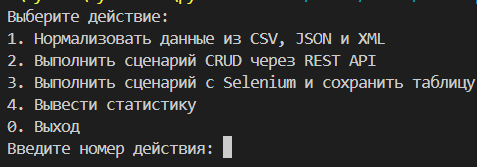 Выберите действие:
1. Нормализовать данные из CSV, JSON и XML
2. Выполнить сценарий CRUD через REST API
3. Выполнить сценарий с Selenium и сохранить таблицу
4. Вывести статистику
0. Выход
Введите номер действия: